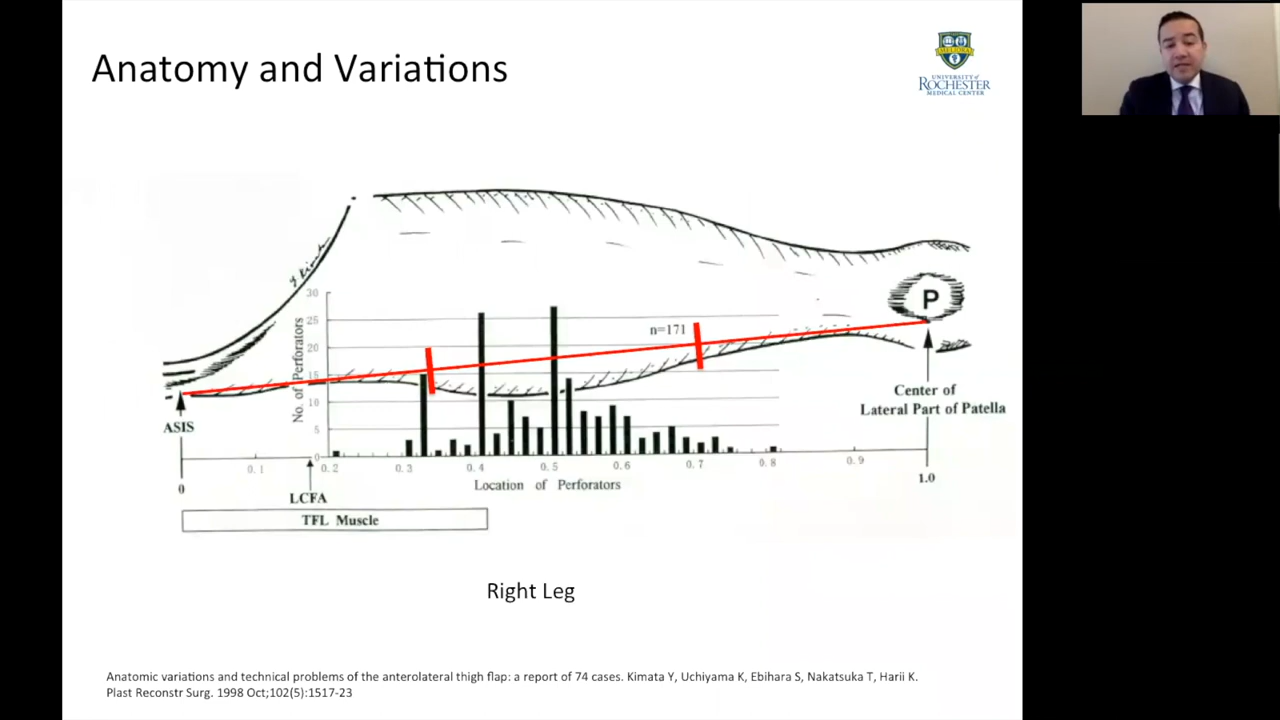 Anatomy and Variations
MELIORA
UNIVERSITY of
ROCHESTER
MEDICAL CENTER
30
25
20
15
10
5
0
No. of Perforators
n=171
P
ASIS
Center of
Lateral Part of Patella
0.1
0.2
0.3
0.4
0.5
0.6
0.7
0.8
0.9
0
LCFA
Location of Perforators
1.0
TFL Muscle
Right Leg
Anatomic variations and technical problems of the anterolateral thigh flap: a report of 74 cases. Kimata Y, Uchiyama K, Ebihara S, Nakatsuka T, Harii K.
Plast Reconstr Surg. 1998 Oct;102(5):1517-23